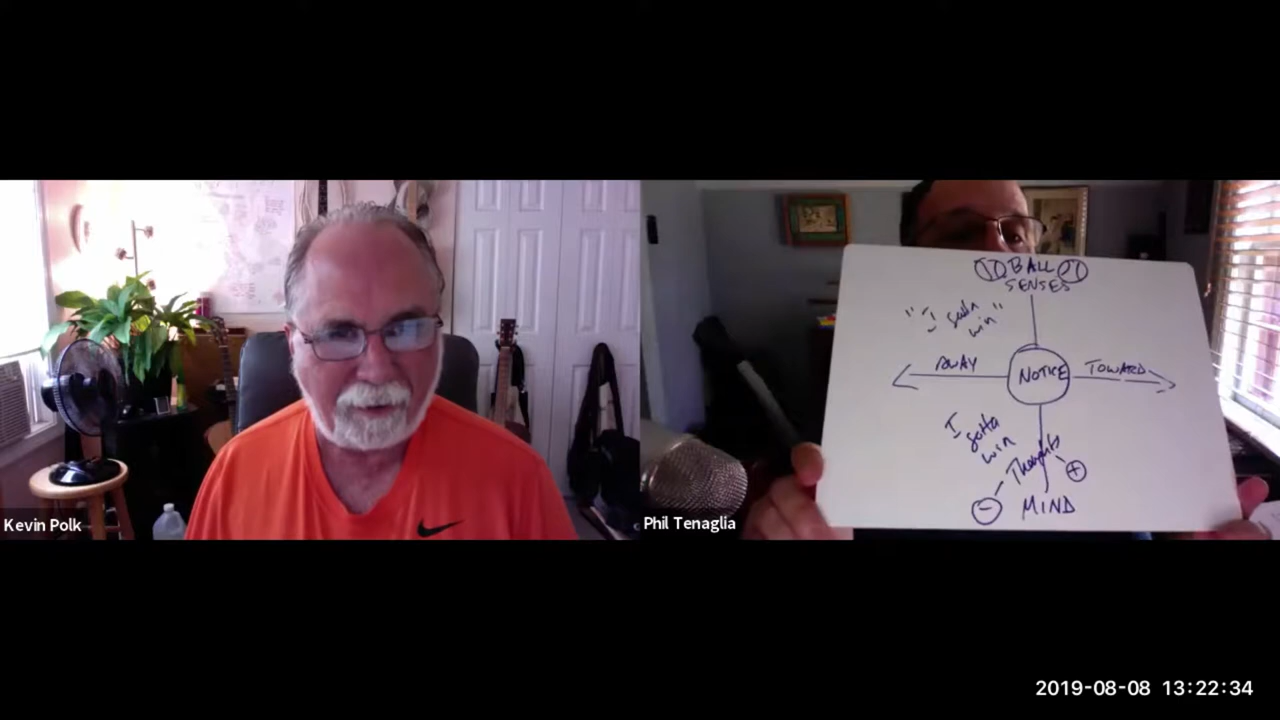 BALL
SENSES
"I gotta
win"
AWAY
NOTICE
TOWARD
I
gotta
win
Thoughts
+
-
MIND
Kevin Polk
Phil Tenaglia
2019-08-08 13:22:34